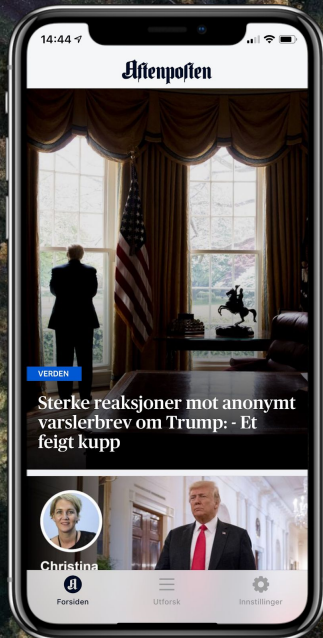 14:44
Aftenposten
VERDEN
Sterke reaksjoner mot anonymt
varslerbrev om Trump: - Et
feigt kupp
Christina
Forsiden
Utforsk
Innstillinger